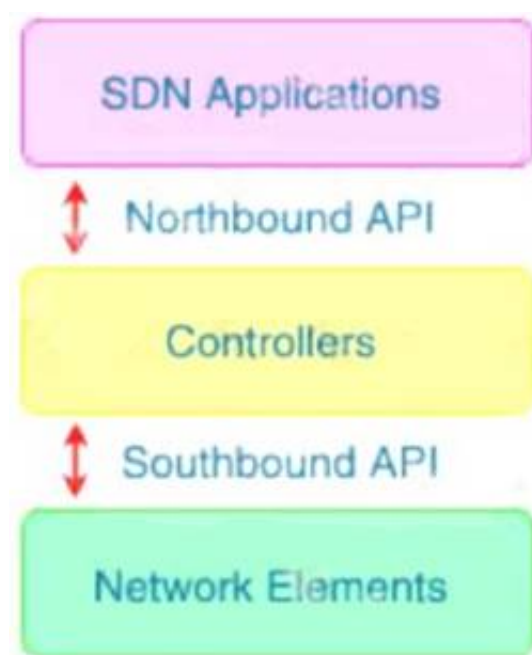 SDN Applications
Northbound API
Controllers
Southbound API
Network Elements